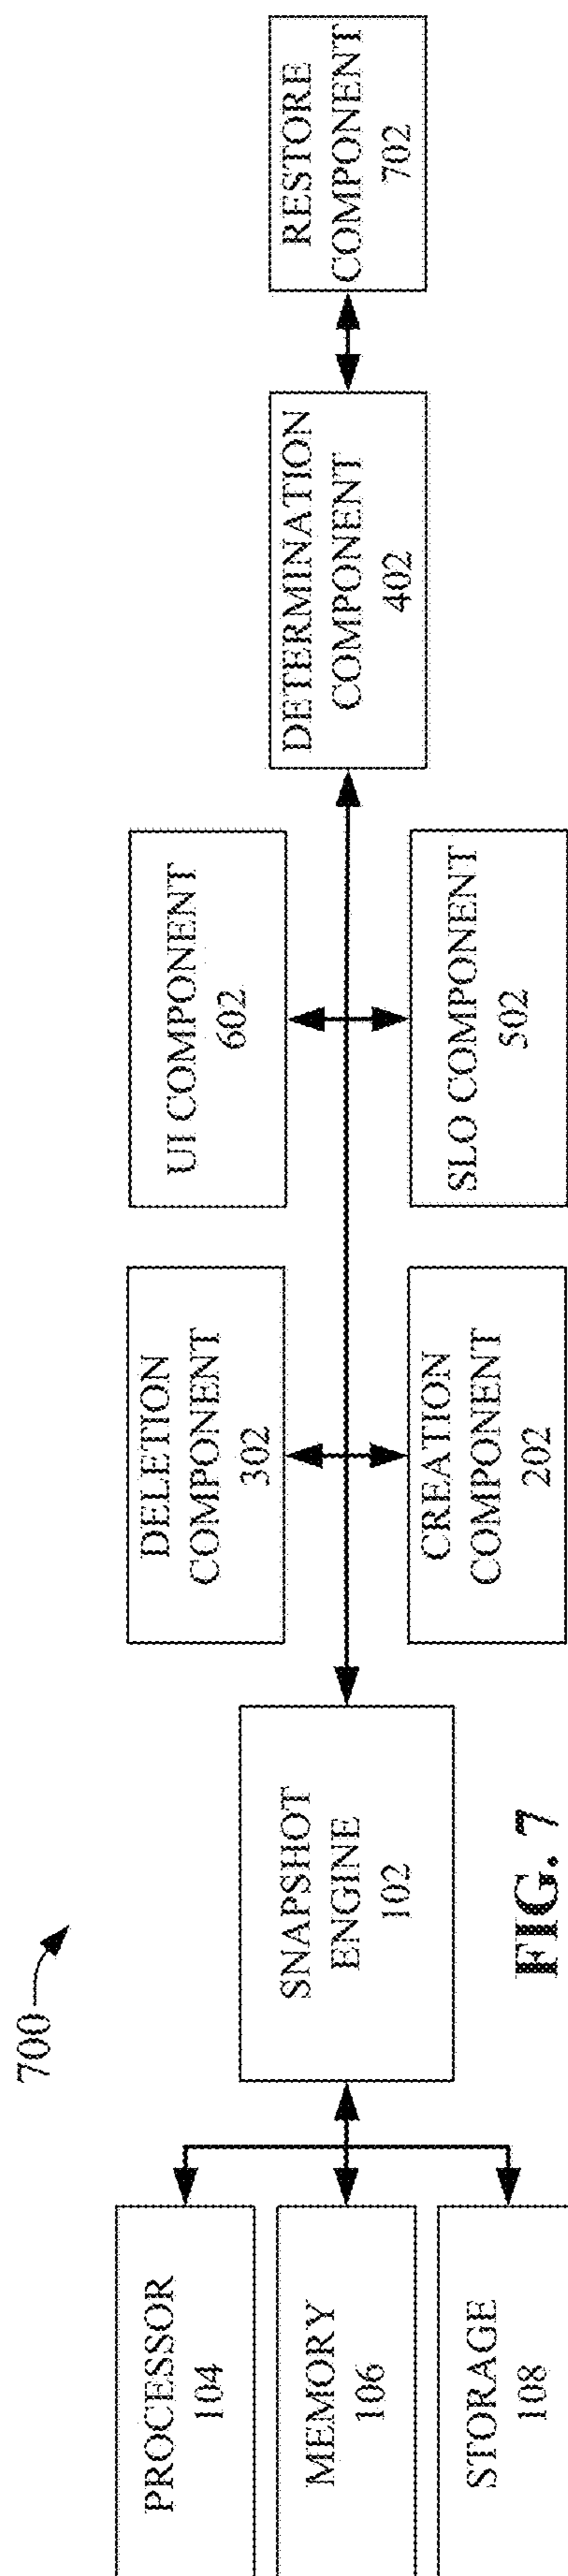 700
PROCESSOR
104
MEMORY
106
STORAGE
108
SNAPSHOT
ENGINE
102
DELETION
COMPONENT
302
CREATION
COMPONENT
202
UI COMPONENT
602
SLO COMPONENT
502
DETERMINATION
COMPONENT
402
RESTORE
COMPONENT
702
FIG. 7